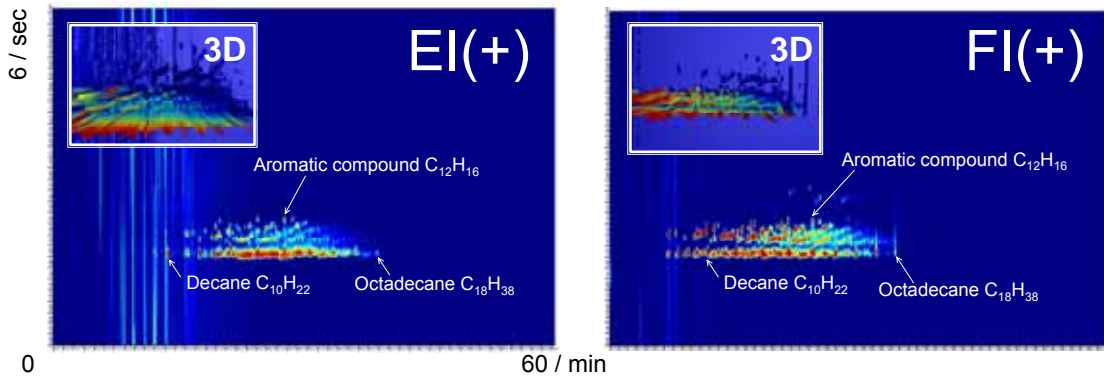 6 / sec
3D
EI(+)
Aromatic compound C₁₂H₁₆
Decane C₁₀H₂₂
Octadecane C₁₈H₃₈
0
60 / min
3D
FI(+)
Aromatic compound C₁₂H₁₆
Decane C₁₀H₂₂
Octadecane C₁₈H₃₈